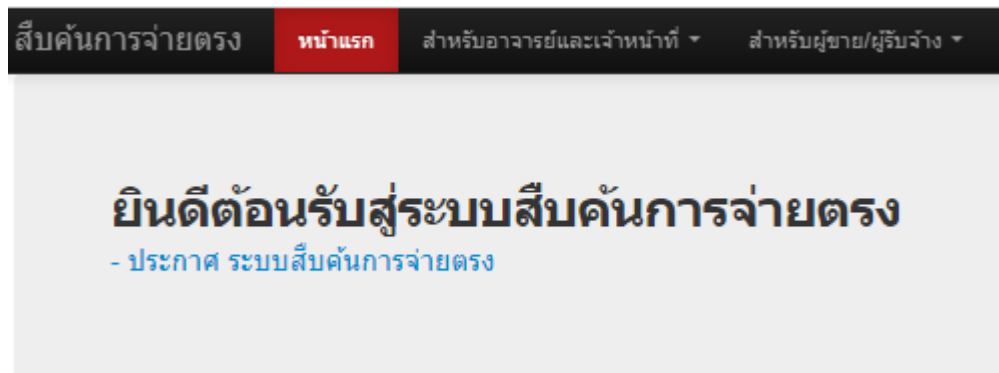 สืบค้นการจ่ายตรง หน้าแรก สำหรับอาจารย์และเจ้าหน้าที่ สำหรับผู้ขาย/ผู้รับจ้าง
ยินดีต้อนรับสู่ระบบสืบค้นการจ่ายตรง
- ประกาศ ระบบสืบค้นการจ่ายตรง